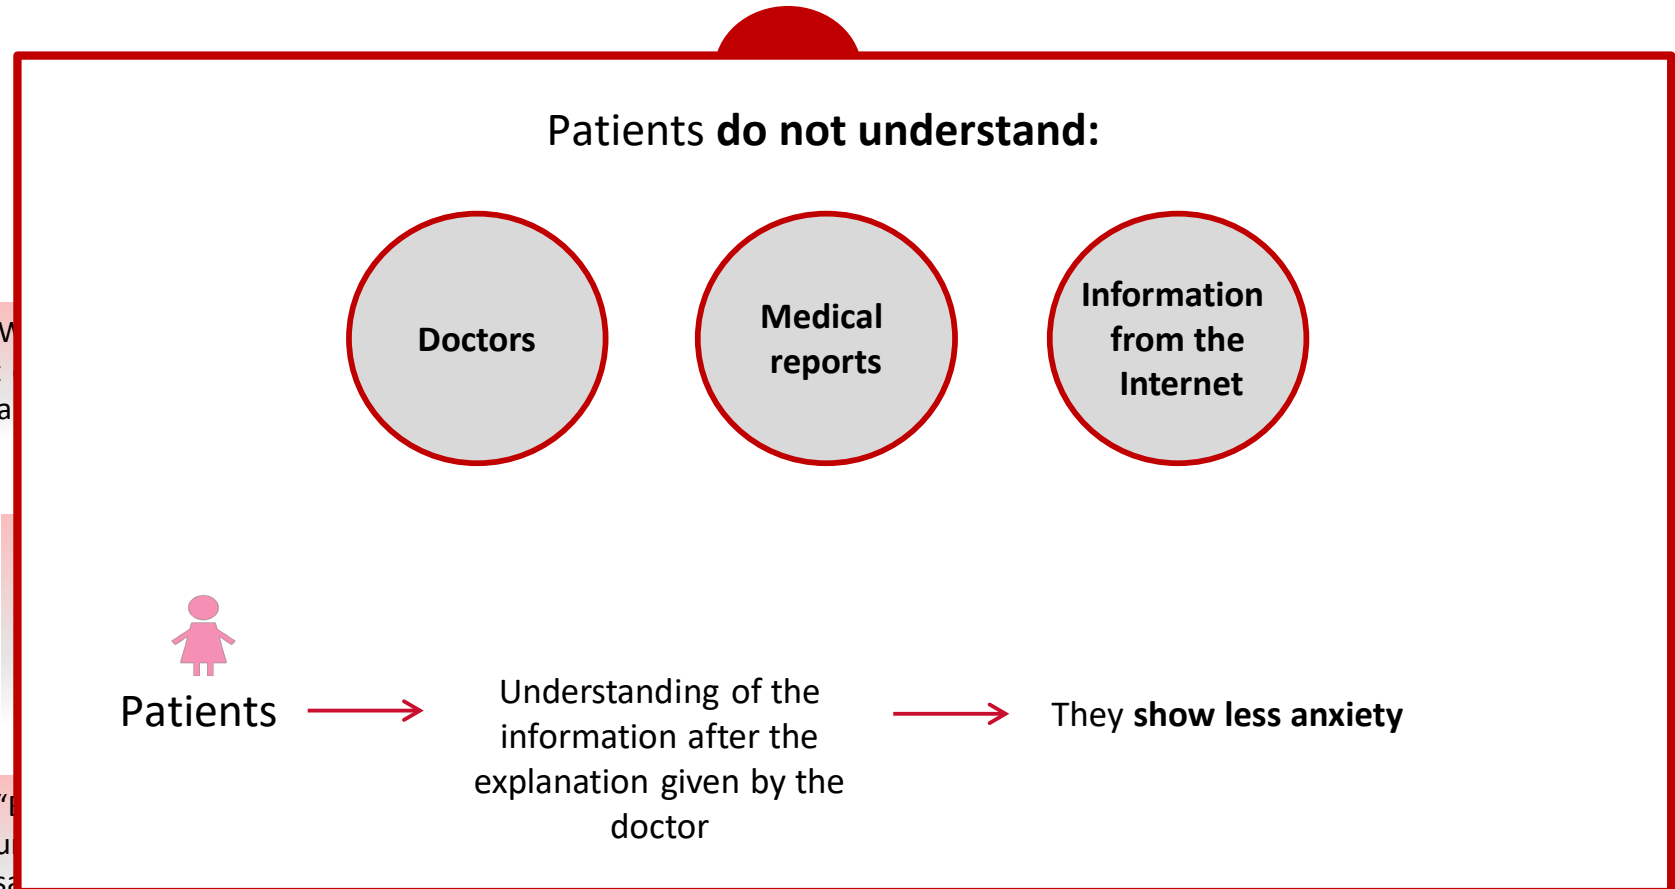 Patients do not understand:
Doctors
Medical
reports
Information
from the
Internet
Patients
Understanding of the
information after the
explanation given by the
doctor
They show less anxiety